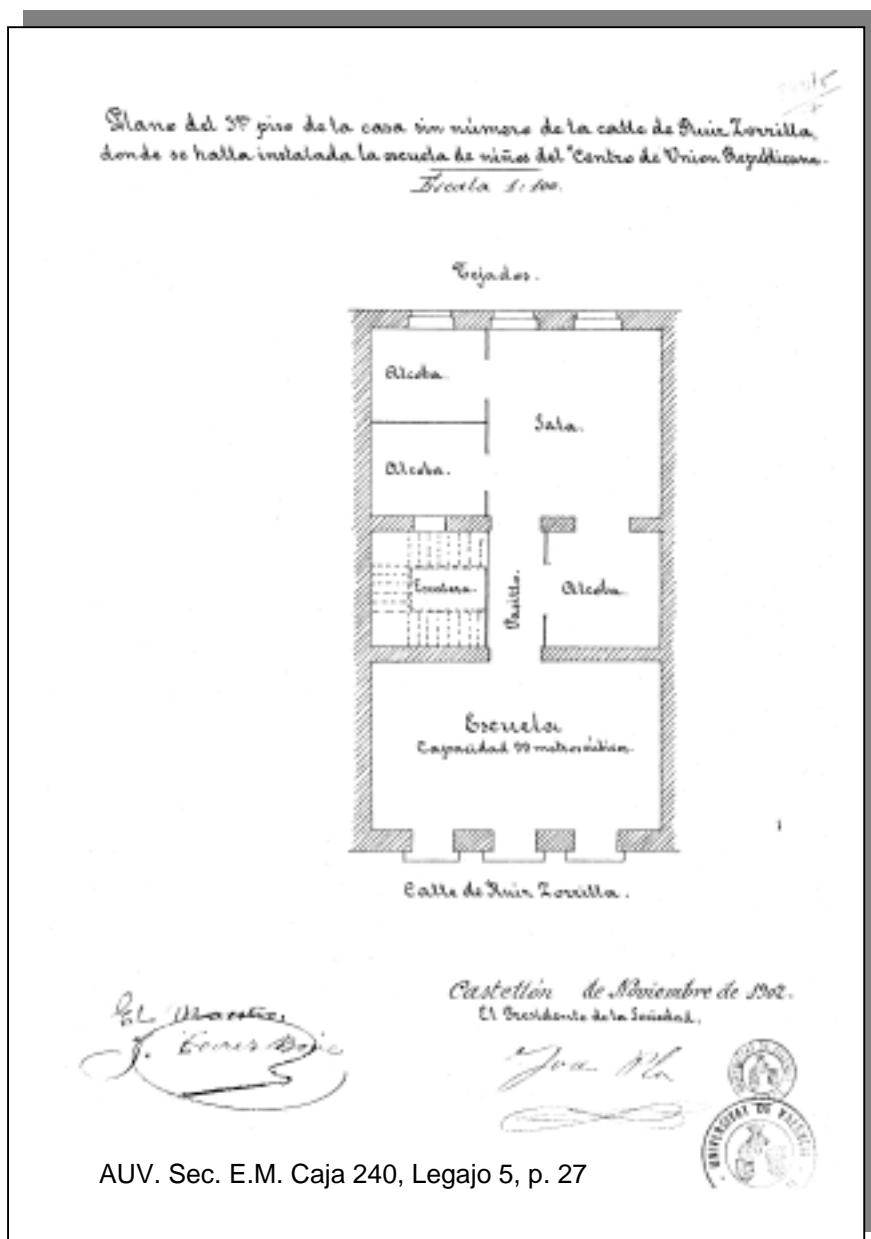 Plano del 3er piso de la casa sin número de la calle de Ruiz Zorrilla,
donde se halla instalada la escuela de niños del "Centro de Union Republicana.
Escala 1:100.
Tejados.
Alcoba.
Sala.
Alcoba.
Escalera.
Pasillo.
Alcoba.
Escuela
Capacidad 99 metros cúbicos.
Calle de Ruiz Zorrilla.
Castellón de Noviembre de 1902.
El Maestro,
El Presidente de la Sociedad,
J.
UNIVERSITAT DE VALENCIA
AUV. Sec. E.M. Caja 240, Legajo 5, p. 27